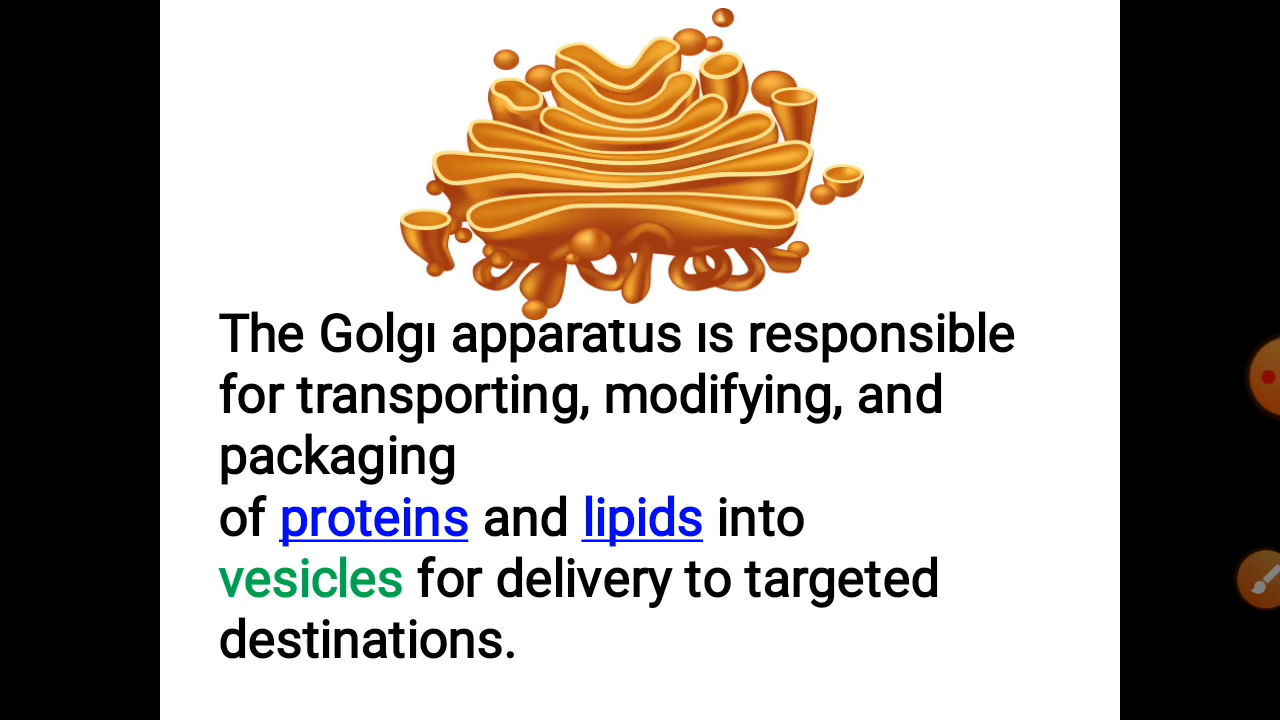 The Golgi apparatus is responsible
for transporting, modifying, and
packaging
of proteins and lipids into
vesicles for delivery to targeted
destinations.